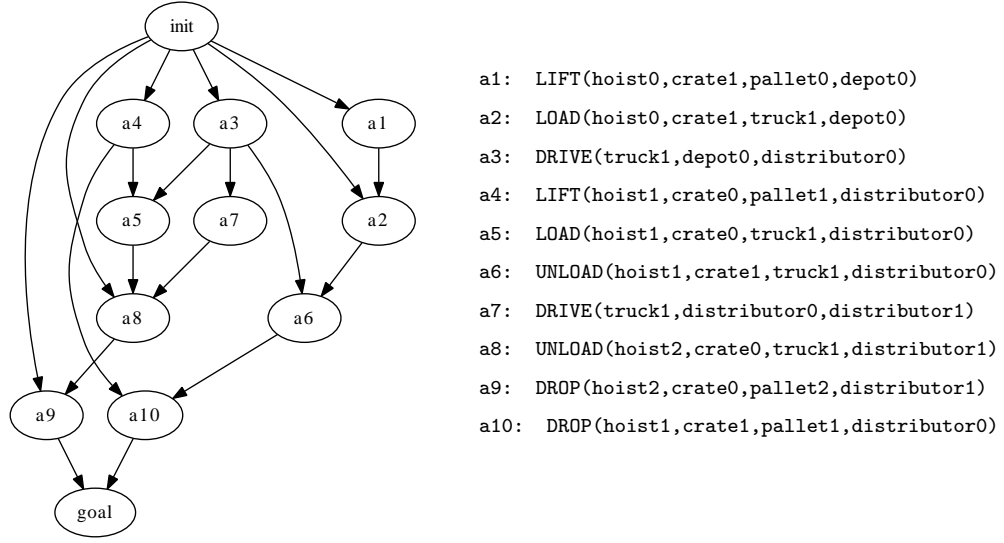 init
a4
a3
a1
a5
a7
a2
a8
a6
a9
a10
goal
a1: LIFT(hoist0,crate1,pallet0,depot0)
a2: LOAD(hoist0,crate1,truck1,depot0)
a3: DRIVE(truck1,depot0,distributor0)
a4: LIFT(hoist1,crate0,pallet1,distributor0)
a5: LOAD(hoist1,crate0,truck1,distributor0)
a6: UNLOAD(hoist1,crate1,truck1,distributor0)
a7: DRIVE(truck1,distributor0,distributor1)
a8: UNLOAD(hoist2,crate0,truck1,distributor1)
a9: DROP(hoist2,crate0,pallet2,distributor1)
a10: DROP(hoist1,crate1,pallet1,distributor0)